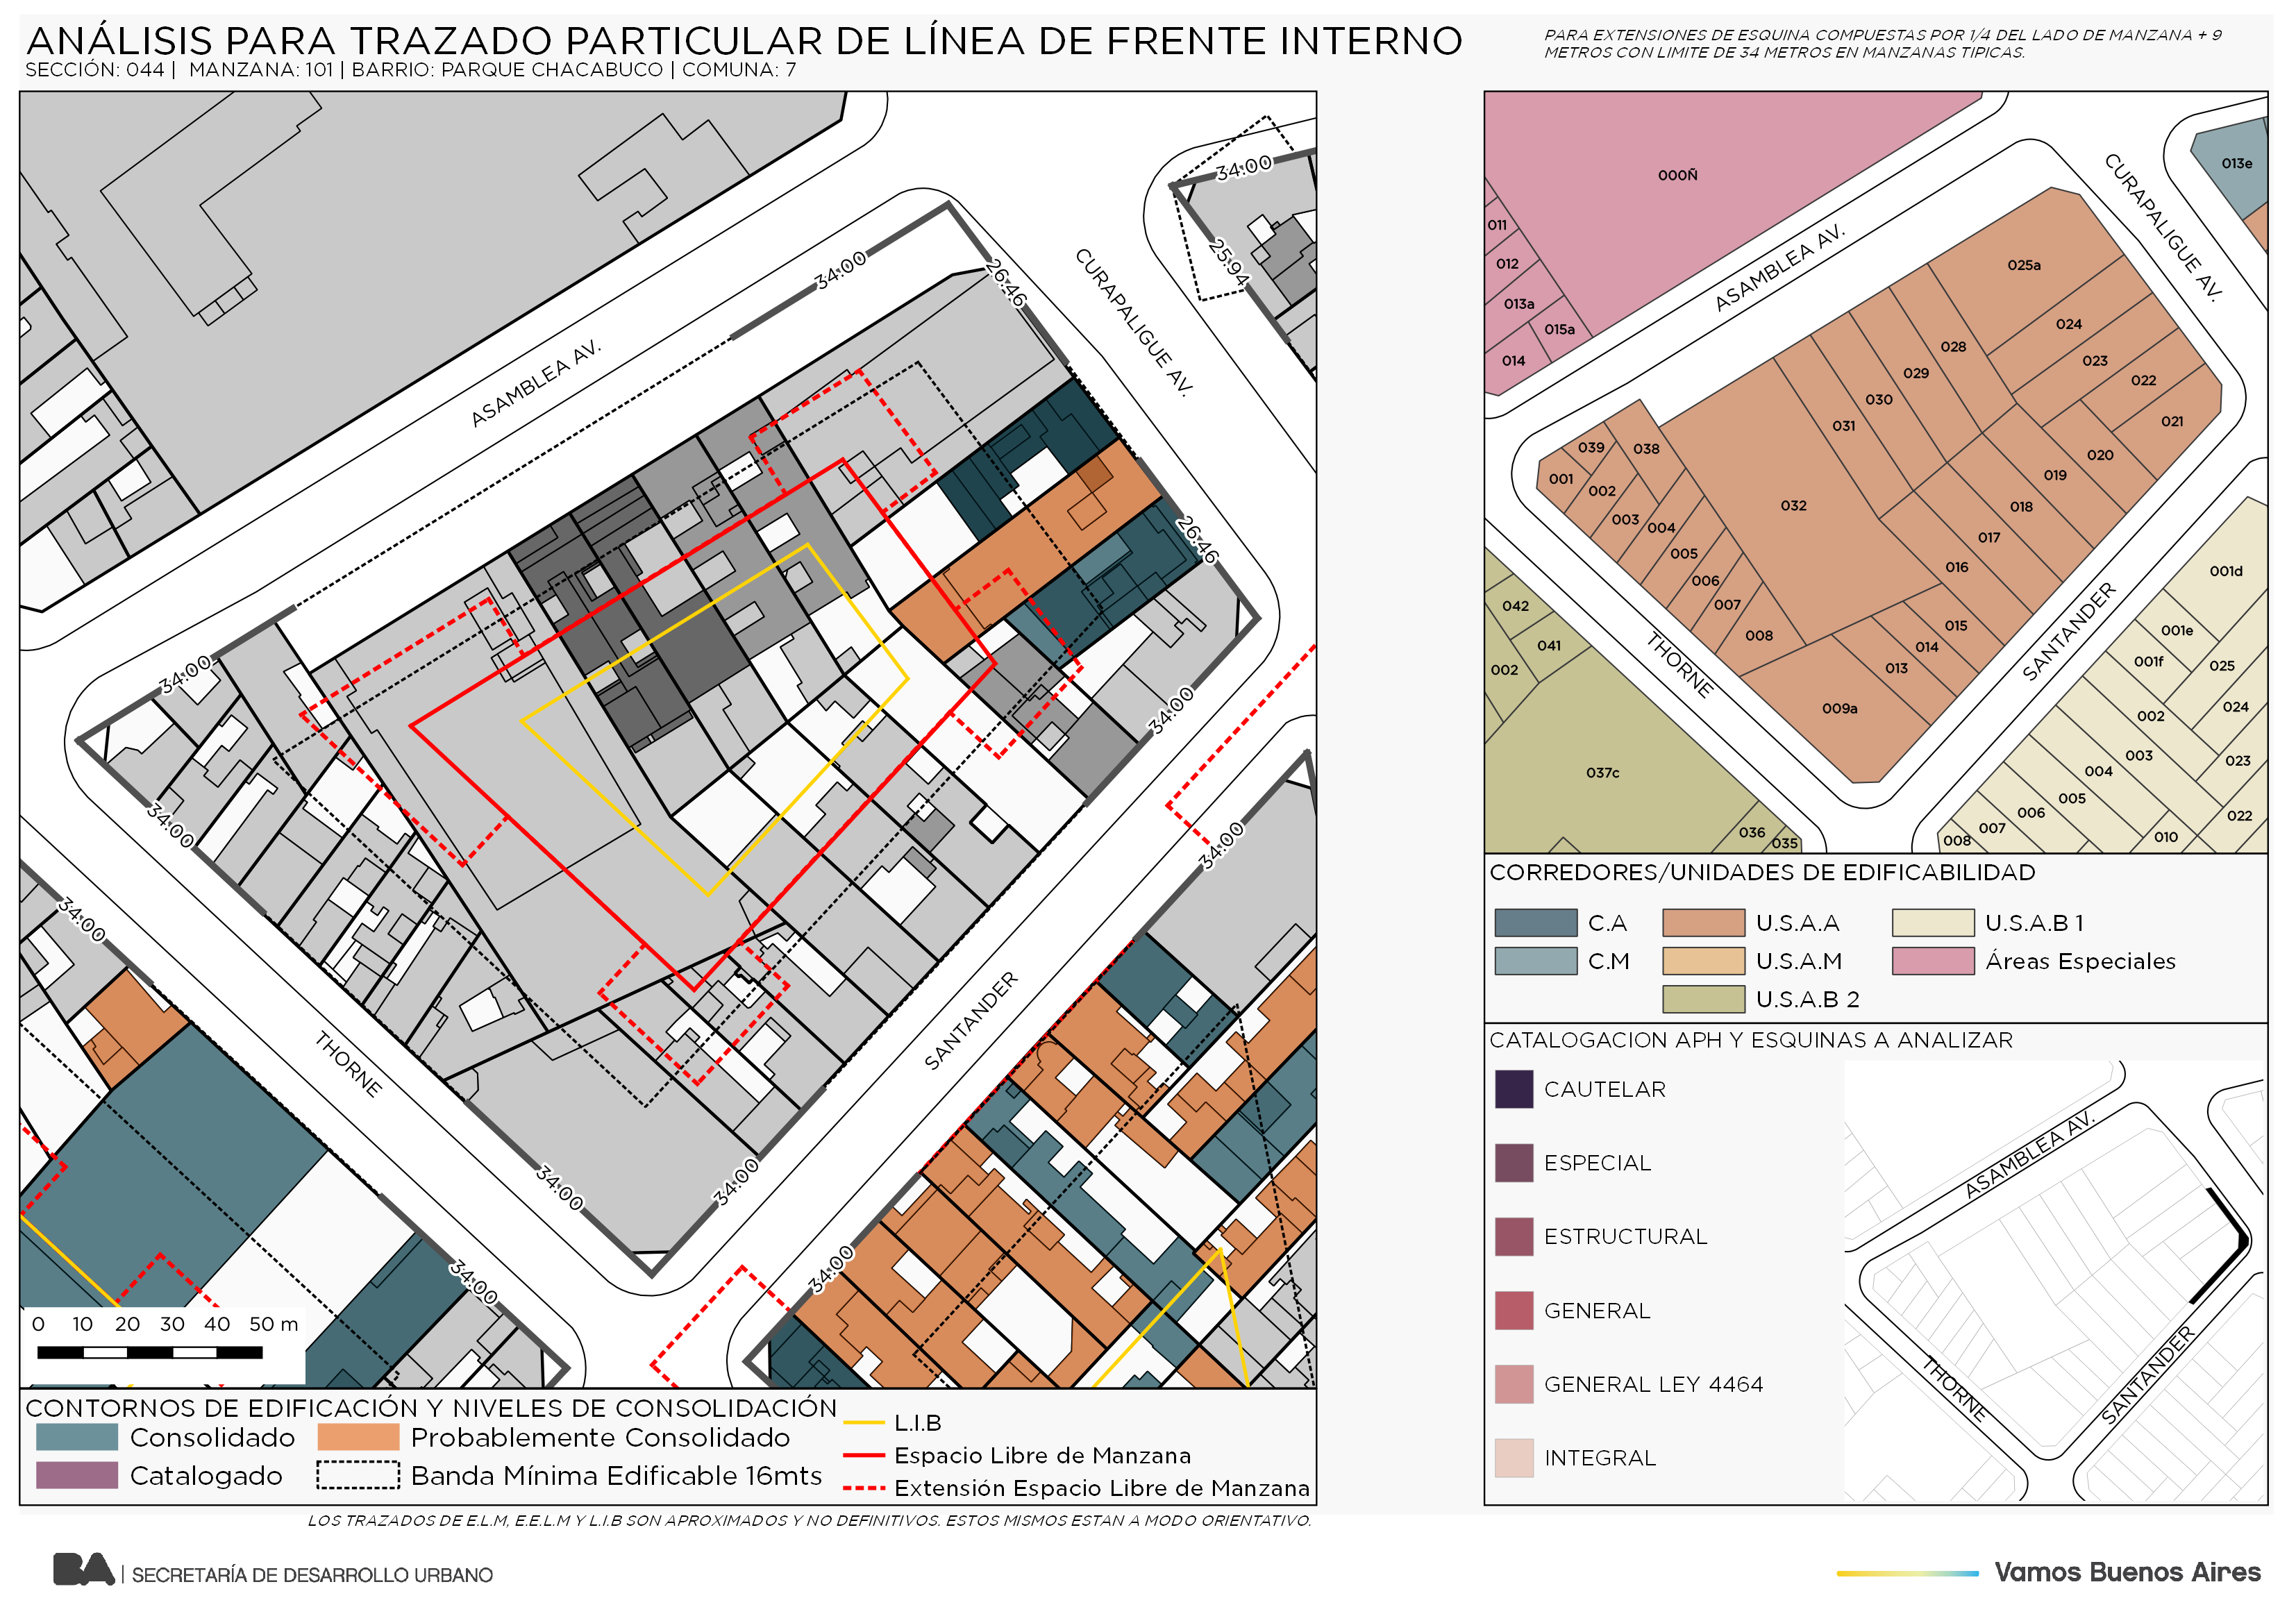 ANÁLISIS PARA TRAZADO PARTICULAR DE LÍNEA DE FRENTE INTERNO
SECCIÓN: 044 | MANZANA: 101 | BARRIO: PARQUE CHACABUCO | COMUNA: 7
PARA EXTENSIONES DE ESQUINA COMPUESTAS POR 1/4 DEL LADO DE MANZANA + 9
METROS CON LIMITE DE 34 METROS EN MANZANAS TIPICAS.
34:00
34:00
25.94
26.46
CURAPALIGUE AV.
ASAMBLEA AV.
26.46
34:00
34:00
34:00
34:00
34:00
THORNE
SANTANDER
34:00
34:00
34:00
34:00
0 10 20 30 40 50 m
CONTORNOS DE EDIFICACIÓN Y NIVELES DE CONSOLIDACIÓN
Consolidado
Probablemente Consolidado
Catalogado
Banda Mínima Edificable 16mts
L.I.B
Espacio Libre de Manzana
Extensión Espacio Libre de Manzana
LOS TRAZADOS DE E.L.M, E.E.L.M Y L.I.B SON APROXIMADOS Y NO DEFINITIVOS. ESTOS MISMOS ESTAN A MODO ORIENTATIVO.
000Ñ
013e
011
012
013a
015a
014
ASAMBLEA AV.
CURAPALIGUE AV.
025a
024
023
022
021
028
029
030
031
032
039
038
001
002
003
004
005
006
007
008
020
019
018
017
016
015
014
013
009a
THORNE
SANTANDER
042
041
002
037c
036
035
001d
001e
001f
025
024
002
003
023
004
005
006
007
008
022
010
CORREDORES/UNIDADES DE EDIFICABILIDAD
C.A
U.S.A.A
U.S.A.B 1
C.M
U.S.A.M
Áreas Especiales
U.S.A.B 2
CATALOGACION APH Y ESQUINAS A ANALIZAR
CAUTELAR
ESPECIAL
ESTRUCTURAL
GENERAL
GENERAL LEY 4464
INTEGRAL
ASAMBLEA AV.
THORNE
SANTANDER
BA | SECRETARÍA DE DESARROLLO URBANO
Vamos Buenos Aires